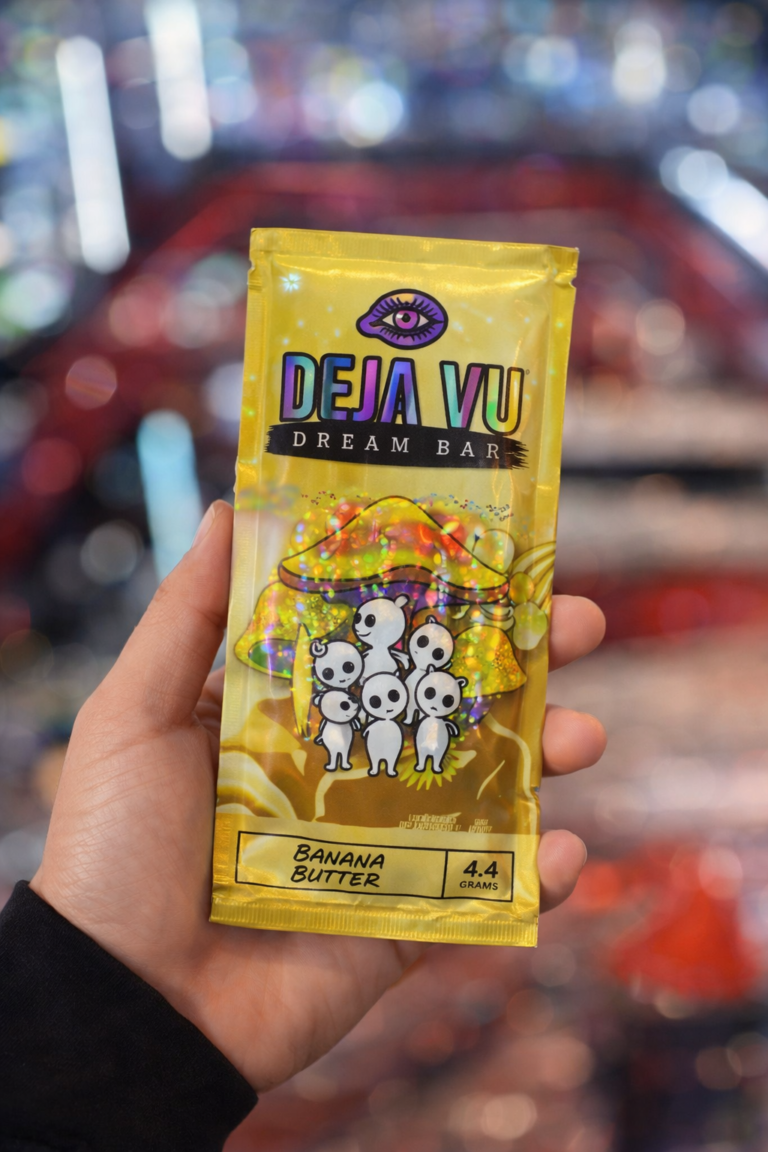 DEJA VU
DREAM BAR
BANANA
BUTTER
4.4
GRAMS